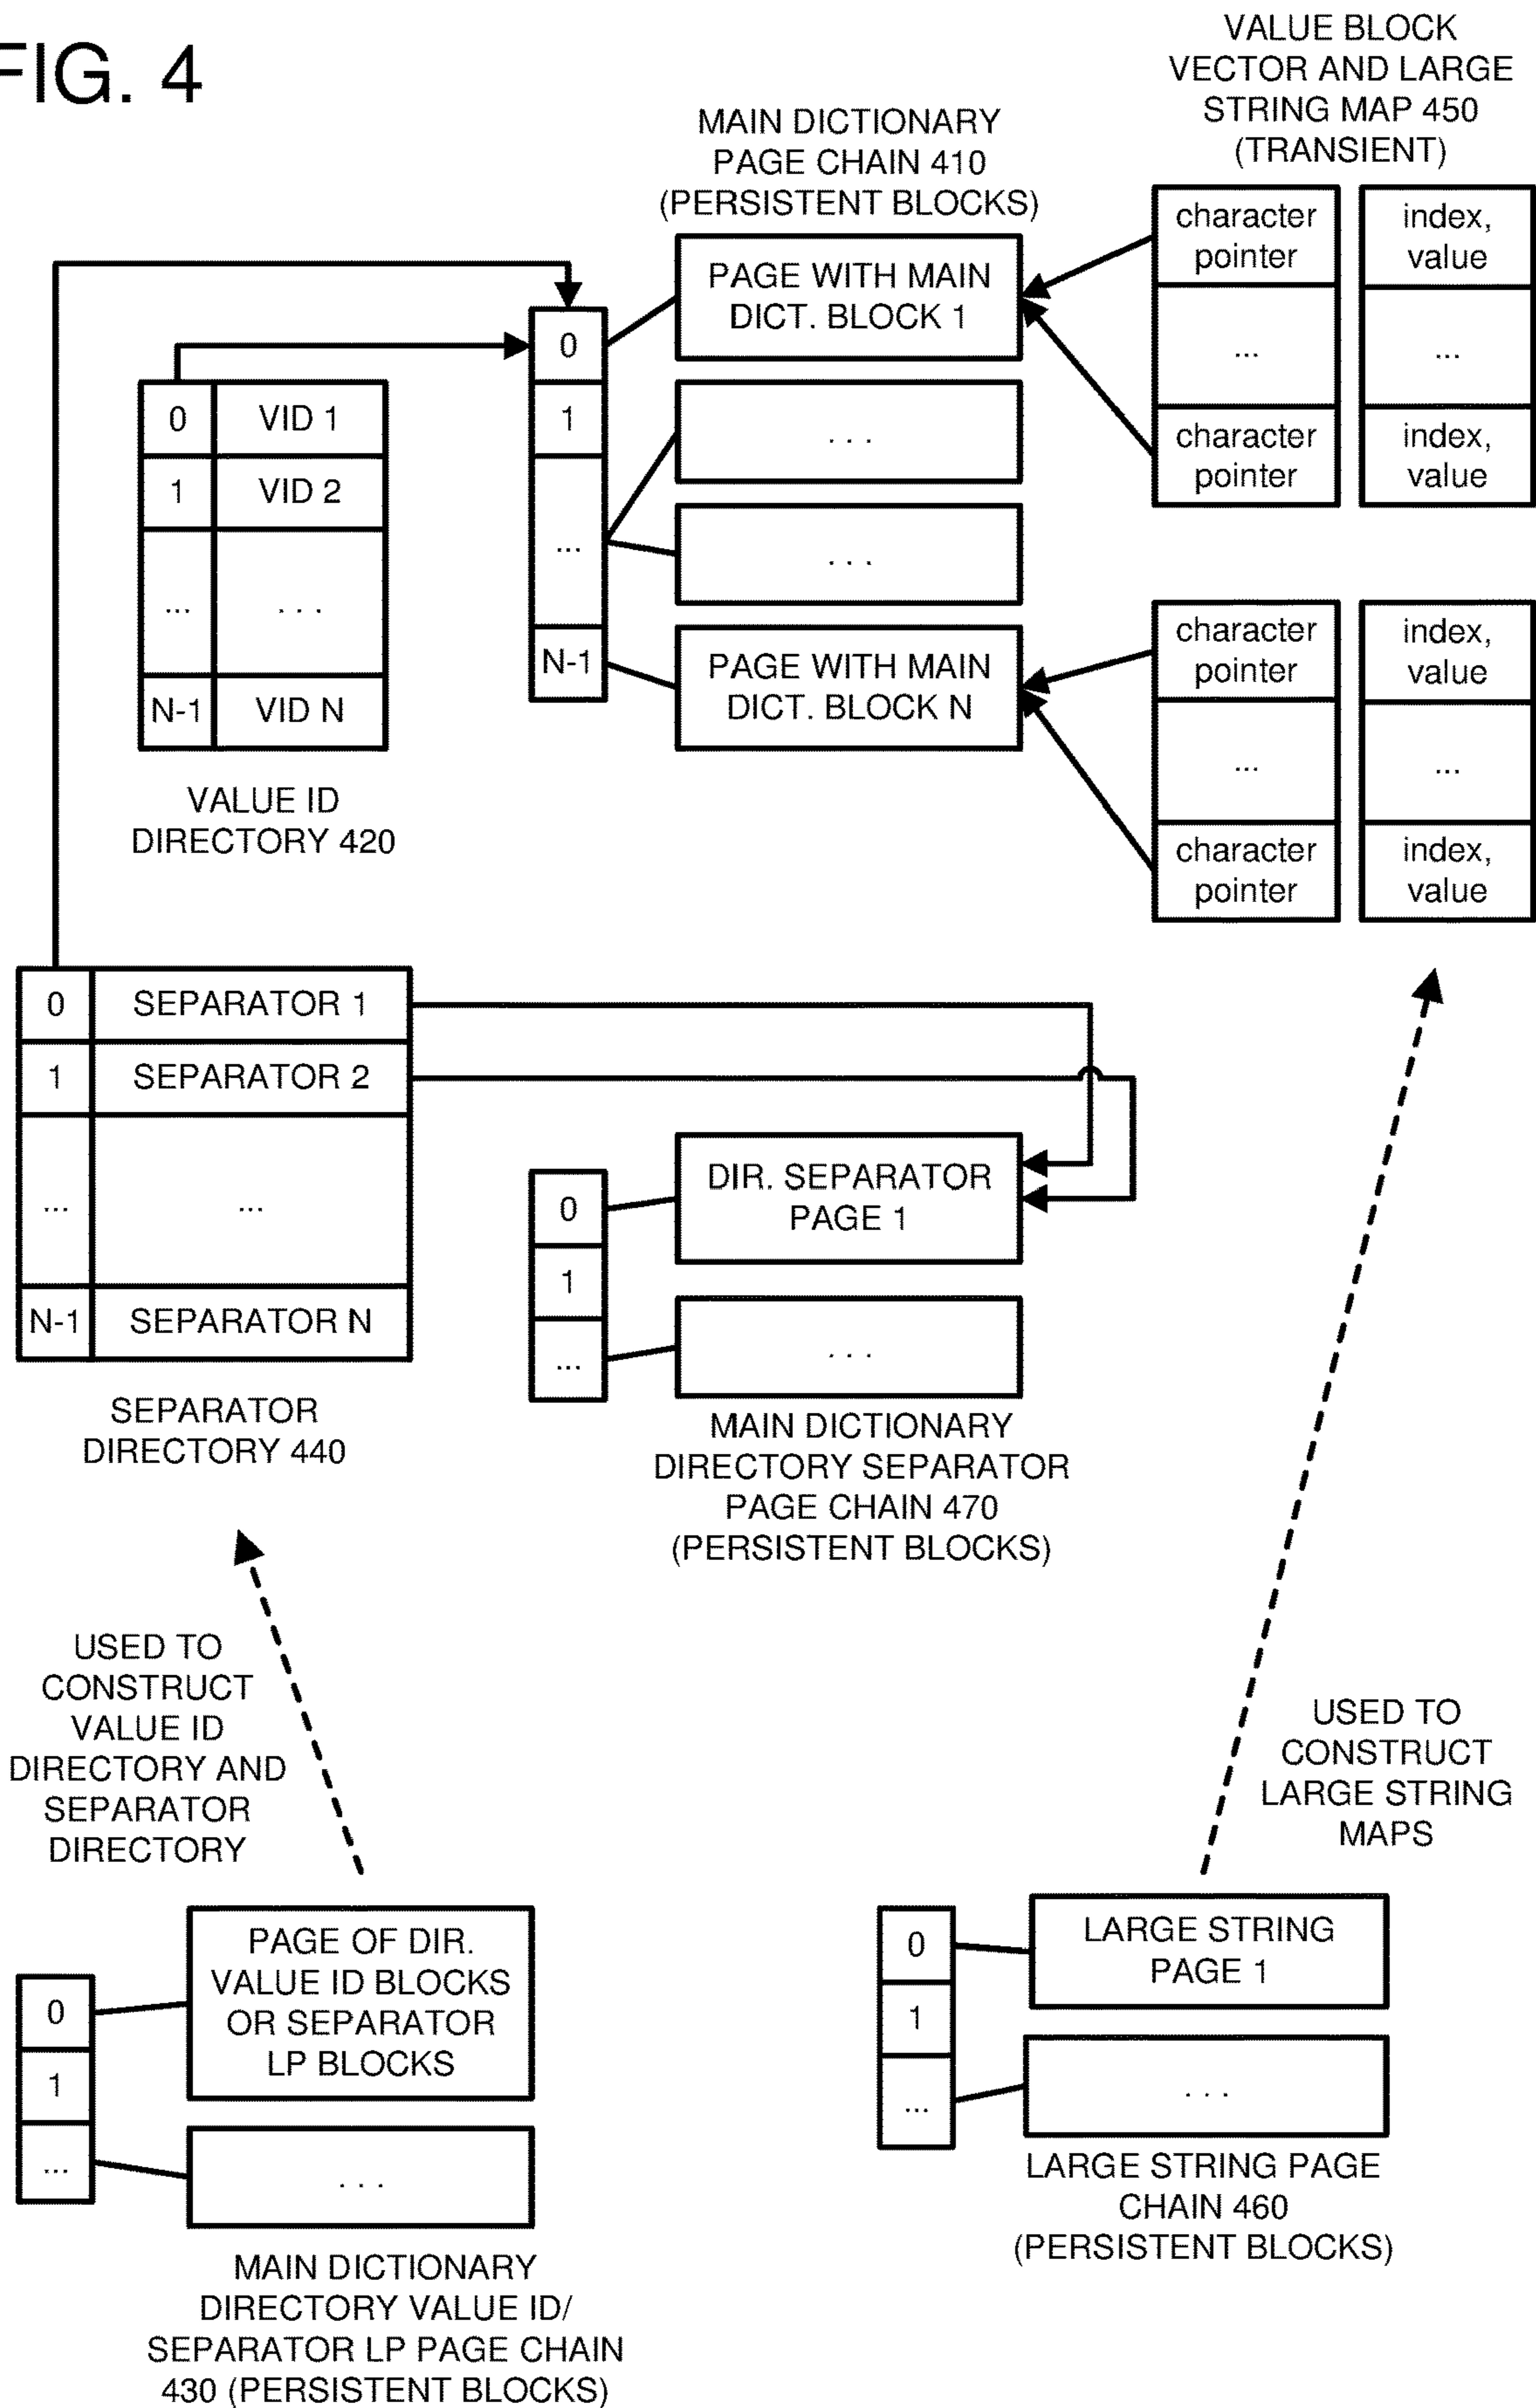 FIG. 4
VALUE BLOCK
VECTOR AND LARGE
STRING MAP 450
(TRANSIENT)
MAIN DICTIONARY
PAGE CHAIN 410
(PERSISTENT BLOCKS)
character
pointer
index,
value
...
...
character
pointer
index,
value
PAGE WITH MAIN
DICT. BLOCK 1
. . .
. . .
PAGE WITH MAIN
DICT. BLOCK N
0
1
...
N-1
0
VID 1
1
VID 2
...
. . .
N-1
VID N
VALUE ID
DIRECTORY 420
character
pointer
index,
value
...
...
character
pointer
index,
value
0
SEPARATOR 1
1
SEPARATOR 2
...
...
N-1
SEPARATOR N
SEPARATOR
DIRECTORY 440
0
1
...
DIR. SEPARATOR
PAGE 1
. . .
MAIN DICTIONARY
DIRECTORY SEPARATOR
PAGE CHAIN 470
(PERSISTENT BLOCKS)
USED TO
CONSTRUCT
VALUE ID
DIRECTORY AND
SEPARATOR
DIRECTORY
USED TO
CONSTRUCT
LARGE STRING
MAPS
0
1
...
PAGE OF DIR.
VALUE ID BLOCKS
OR SEPARATOR
LP BLOCKS
. . .
MAIN DICTIONARY
DIRECTORY VALUE ID/
SEPARATOR LP PAGE CHAIN
430 (PERSISTENT BLOCKS)
0
1
...
LARGE STRING
PAGE 1
. . .
LARGE STRING PAGE
CHAIN 460
(PERSISTENT BLOCKS)